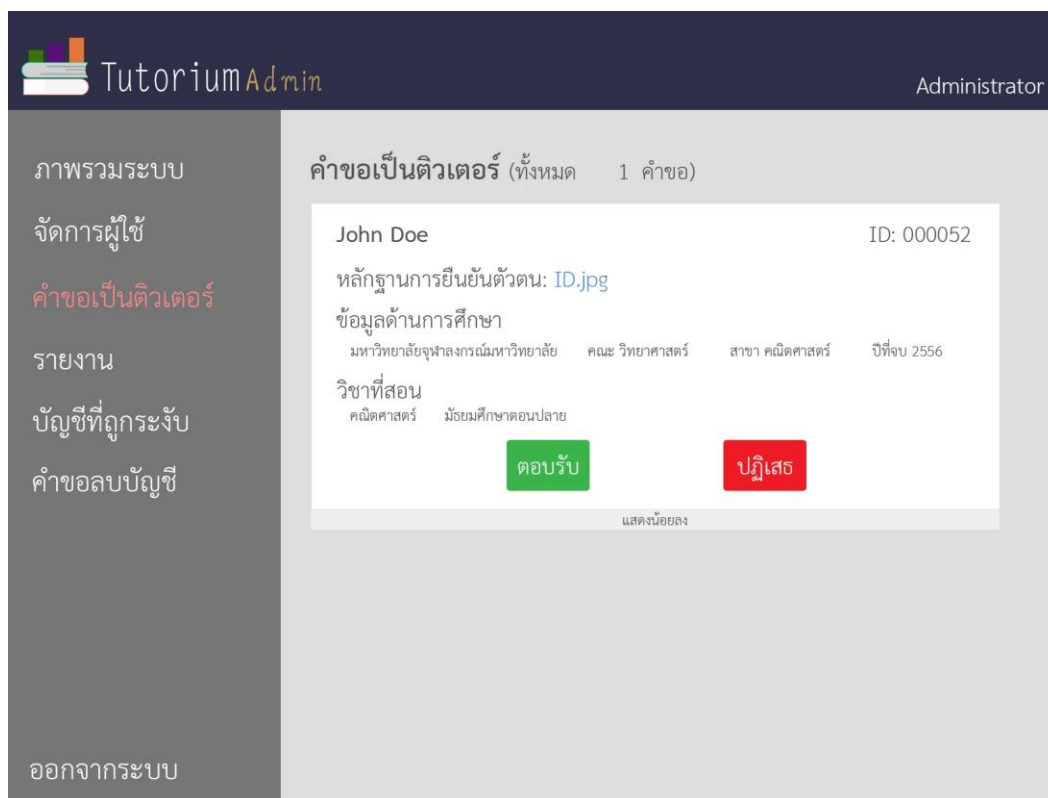 TutoriumAdmin
Administrator
ภาพรวมระบบ
จัดการผู้ใช้
คำขอเป็นติวเตอร์
รายงาน
บัญชีที่ถูกระงับ
คำขอลบบัญชี
ออกจากระบบ
คำขอเป็นติวเตอร์ (ทั้งหมด 1 คำขอ)
John Doe ID: 000052
หลักฐานการยืนยันตัวตน: ID.jpg
ข้อมูลด้านการศึกษา
มหาวิทยาลัยจุฬาลงกรณ์มหาวิทยาลัย คณะ วิทยาศาสตร์ สาขา คณิตศาสตร์ ปีที่จบ 2556
วิชาที่สอน
คณิตศาสตร์ มัธยมศึกษาตอนปลาย
ตอบรับ ปฏิเสธ
แสดงน้อยลง